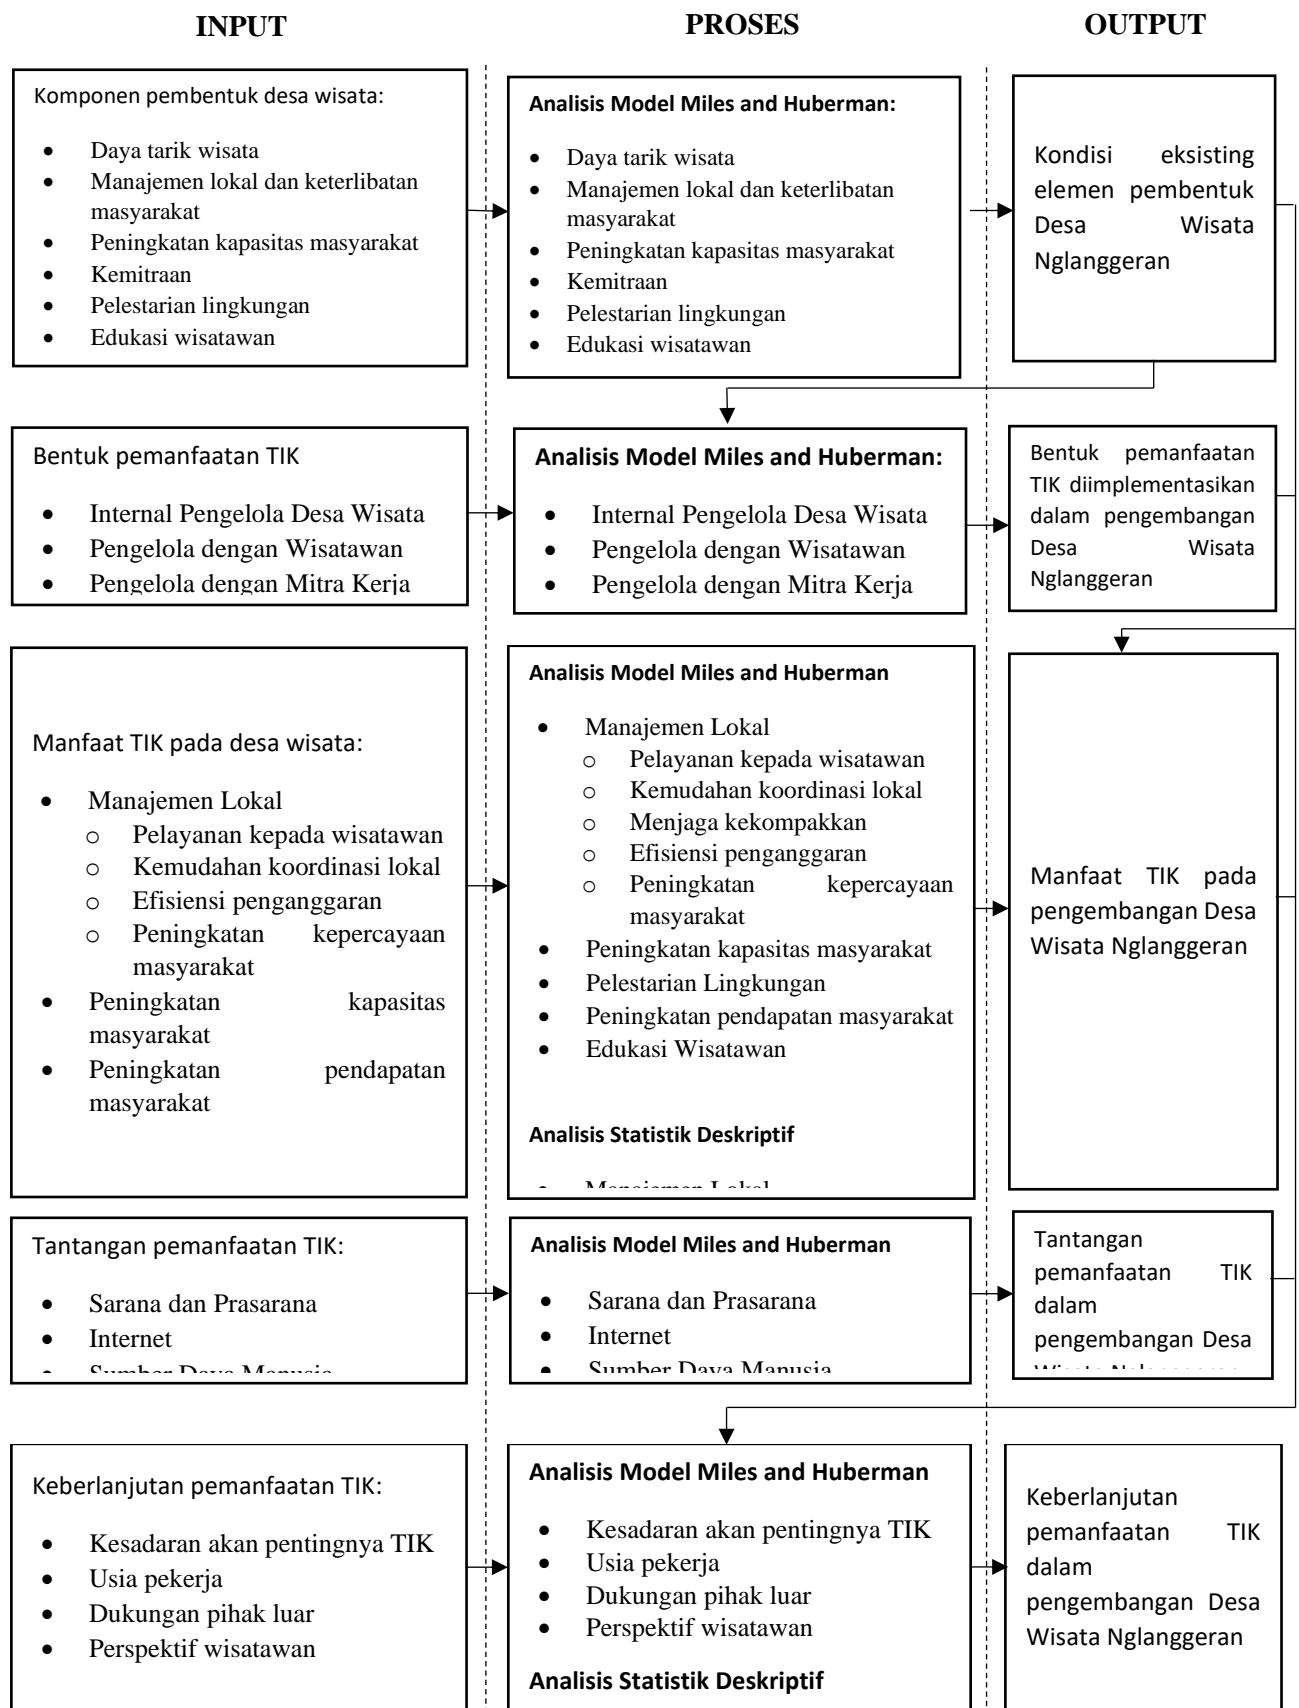 INPUT
PROSES
OUTPUT
Komponen pembentuk desa wisata:
• Daya tarik wisata
• Manajemen lokal dan keterlibatan
masyarakat
• Peningkatan kapasitas masyarakat
• Kemitraan
• Pelestarian lingkungan
• Edukasi wisatawan
Analisis Model Miles and Huberman:
• Daya tarik wisata
• Manajemen lokal dan keterlibatan
masyarakat
• Peningkatan kapasitas masyarakat
• Kemitraan
• Pelestarian lingkungan
• Edukasi wisatawan
Kondisi eksisting
elemen pembentuk
Desa Wisata
Nglanggeran
Bentuk pemanfaatan TIK
• Internal Pengelola Desa Wisata
• Pengelola dengan Wisatawan
• Pengelola dengan Mitra Kerja
Analisis Model Miles and Huberman:
• Internal Pengelola Desa Wisata
• Pengelola dengan Wisatawan
• Pengelola dengan Mitra Kerja
Bentuk pemanfaatan
TIK diimplementasikan
dalam pengembangan
Desa Wisata
Nglanggeran
Manfaat TIK pada desa wisata:
• Manajemen Lokal
o Pelayanan kepada wisatawan
o Kemudahan koordinasi lokal
o Efisiensi penganggaran
o Peningkatan kepercayaan
masyarakat
• Peningkatan kapasitas
masyarakat
• Peningkatan pendapatan
masyarakat
Analisis Model Miles and Huberman
• Manajemen Lokal
o Pelayanan kepada wisatawan
o Kemudahan koordinasi lokal
o Menjaga kekompakkan
o Efisiensi penganggaran
o Peningkatan kepercayaan
masyarakat
• Peningkatan kapasitas masyarakat
• Pelestarian Lingkungan
• Peningkatan pendapatan masyarakat
• Edukasi Wisatawan
Analisis Statistik Deskriptif
• Manajemen Lokal
Manfaat TIK pada
pengembangan Desa
Wisata Nglanggeran
Tantangan pemanfaatan TIK:
• Sarana dan Prasarana
• Internet
• Sumber Daya Manusia
Analisis Model Miles and Huberman
• Sarana dan Prasarana
• Internet
• Sumber Daya Manusia
Tantangan
pemanfaatan TIK
dalam
pengembangan Desa
Wisata Nglanggeran
Keberlanjutan pemanfaatan TIK:
• Kesadaran akan pentingnya TIK
• Usia pekerja
• Dukungan pihak luar
• Perspektif wisatawan
Analisis Model Miles and Huberman
• Kesadaran akan pentingnya TIK
• Usia pekerja
• Dukungan pihak luar
• Perspektif wisatawan
Analisis Statistik Deskriptif
Keberlanjutan
pemanfaatan TIK
dalam
pengembangan Desa
Wisata Nglanggeran